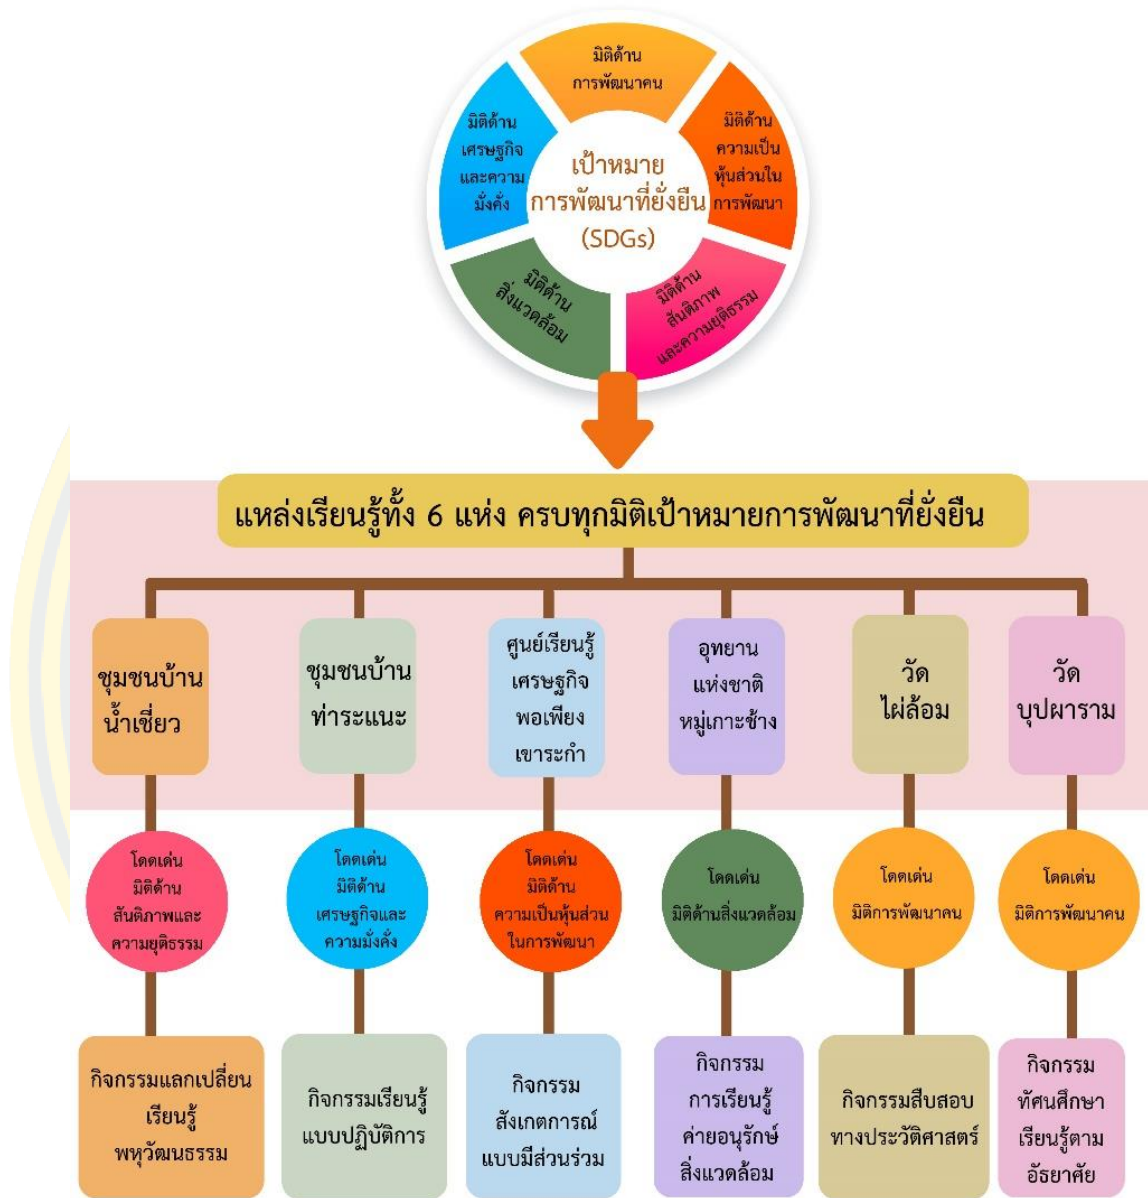 มิติด้าน
การพัฒนาคน
มิติด้าน
เศรษฐกิจ
และความ
มั่งคั่ง
มิติด้าน
ความเป็น
หุ้นส่วนใน
การพัฒนา
เป้าหมาย
การพัฒนาที่ยั่งยืน
(SDGs)
มิติด้าน
สิ่งแวดล้อม
มิติด้าน
สันติภาพ
และความยุติธรรม
แหล่งเรียนรู้ทั้ง 6 แห่ง ครบทุกมิติเป้าหมายการพัฒนาที่ยั่งยืน
ชุมชนบ้าน
น้ำเชี่ยว
ชุมชนบ้าน
ท่าระแนะ
ศูนย์เรียนรู้
เศรษฐกิจ
พอเพียง
เขาระกำ
อุทยาน
แห่งชาติ
หมู่เกาะช้าง
วัด
ไผ่ล้อม
วัด
บุปผาราม
โดดเด่น
มิติด้าน
สันติภาพและ
ความยุติธรรม
โดดเด่น
มิติด้าน
เศรษฐกิจและ
ความมั่งคั่ง
โดดเด่น
มิติด้าน
ความเป็นหุ้นส่วน
ในการพัฒนา
โดดเด่น
มิติด้านสิ่งแวดล้อม
โดดเด่น
มิติการพัฒนาคน
โดดเด่น
มิติการพัฒนาคน
กิจกรรมแลกเปลี่ยน
เรียนรู้
พหุวัฒนธรรม
กิจกรรมเรียนรู้
แบบปฏิบัติการ
กิจกรรม
สังเกตการณ์
แบบมีส่วนร่วม
กิจกรรม
การเรียนรู้
ค่ายอนุรักษ์
สิ่งแวดล้อม
กิจกรรมสืบสอบ
ทางประวัติศาสตร์
กิจกรรม
ทัศนศึกษา
เรียนรู้ตาม
อัธยาศัย